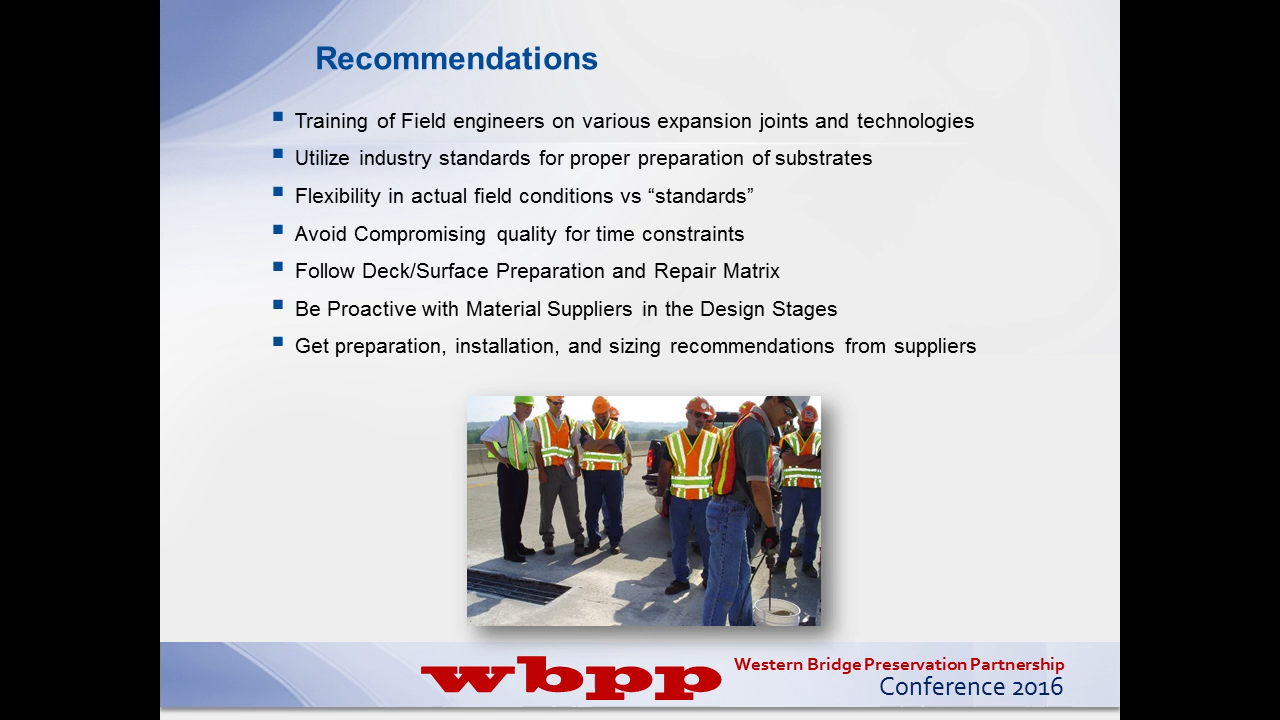 Recommendations
Training of Field engineers on various expansion joints and technologies
Utilize industry standards for proper preparation of substrates
Flexibility in actual field conditions vs “standards”
Avoid Compromising quality for time constraints
Follow Deck/Surface Preparation and Repair Matrix
Be Proactive with Material Suppliers in the Design Stages
Get preparation, installation, and sizing recommendations from suppliers
wbpp
Western Bridge Preservation Partnership
Conference 2016